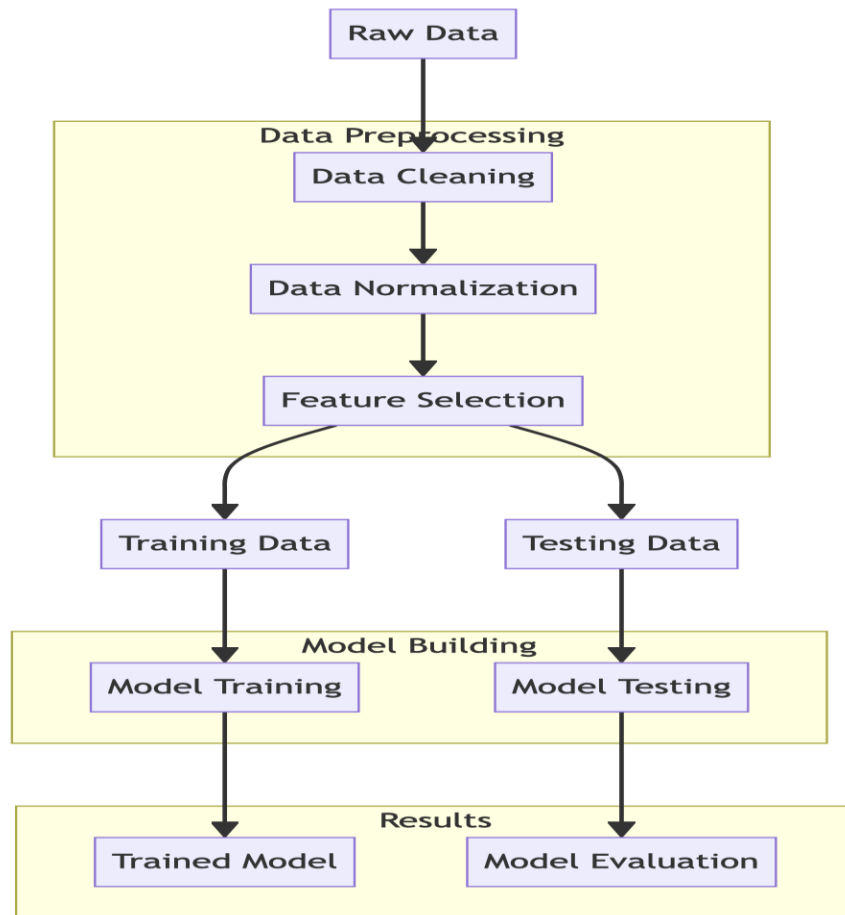 Raw Data
Data Preprocessing
Data Cleaning
Data Normalization
Feature Selection
Training Data
Testing Data
Model Building
Model Training
Model Testing
Results
Trained Model
Model Evaluation